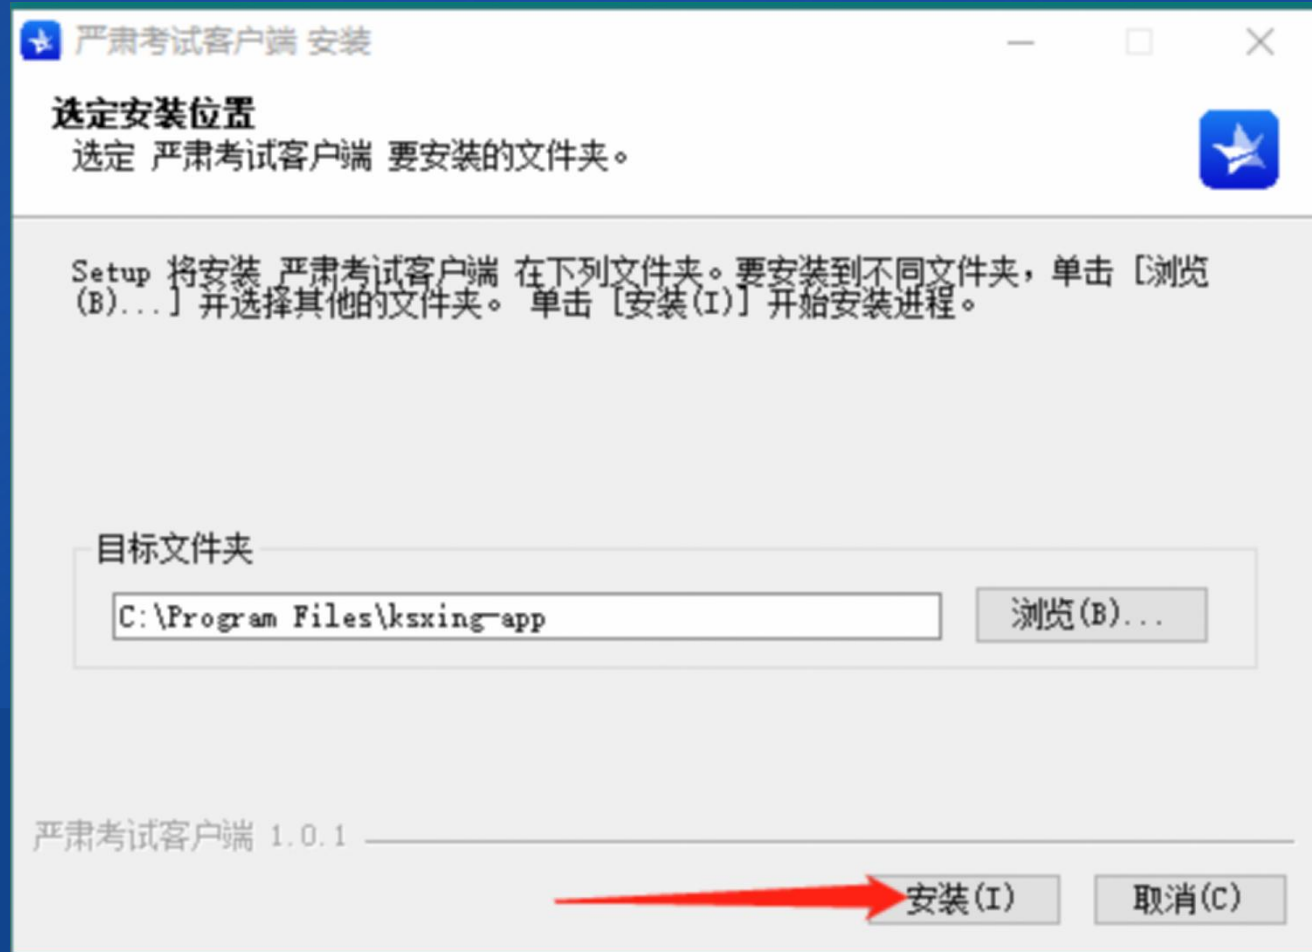 严肃考试客户端 安装
选定安装位置
选定 严肃考试客户端 要安装的文件夹。
Setup 将安装 严肃考试客户端 在下列文件夹。要安装到不同文件夹，单击 [浏览
(B)...] 并选择其他的文件夹。 单击 [安装(I)] 开始安装进程。
目标文件夹
C:\Program Files\ksxing-app
浏览(B)...
严肃考试客户端 1.0.1
安装(I)
取消(C)